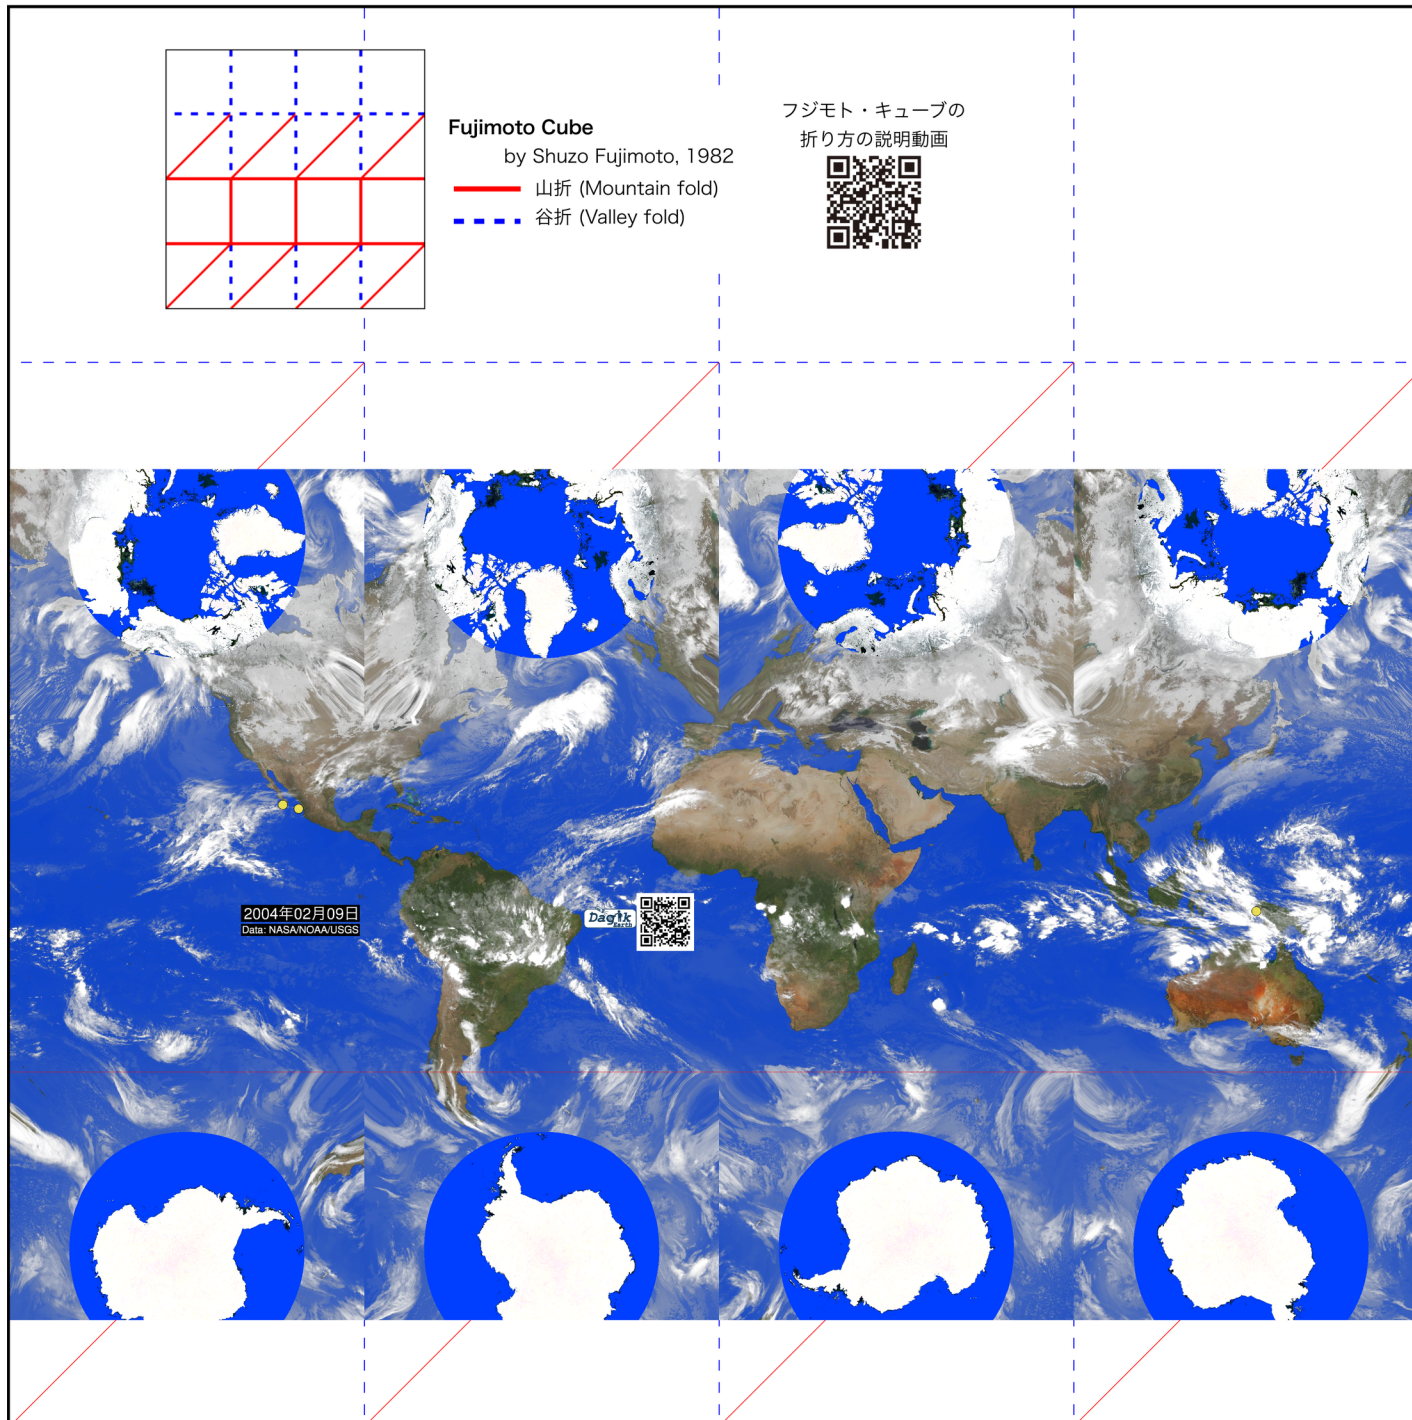 フジモト・キューブの
折り方の説明動画
Fujimoto Cube
by Shuzo Fujimoto, 1982
山折 (Mountain fold)
谷折 (Valley fold)
2004年02月09日
Data: NASA/NOAA/USGS
Dagik
Earth